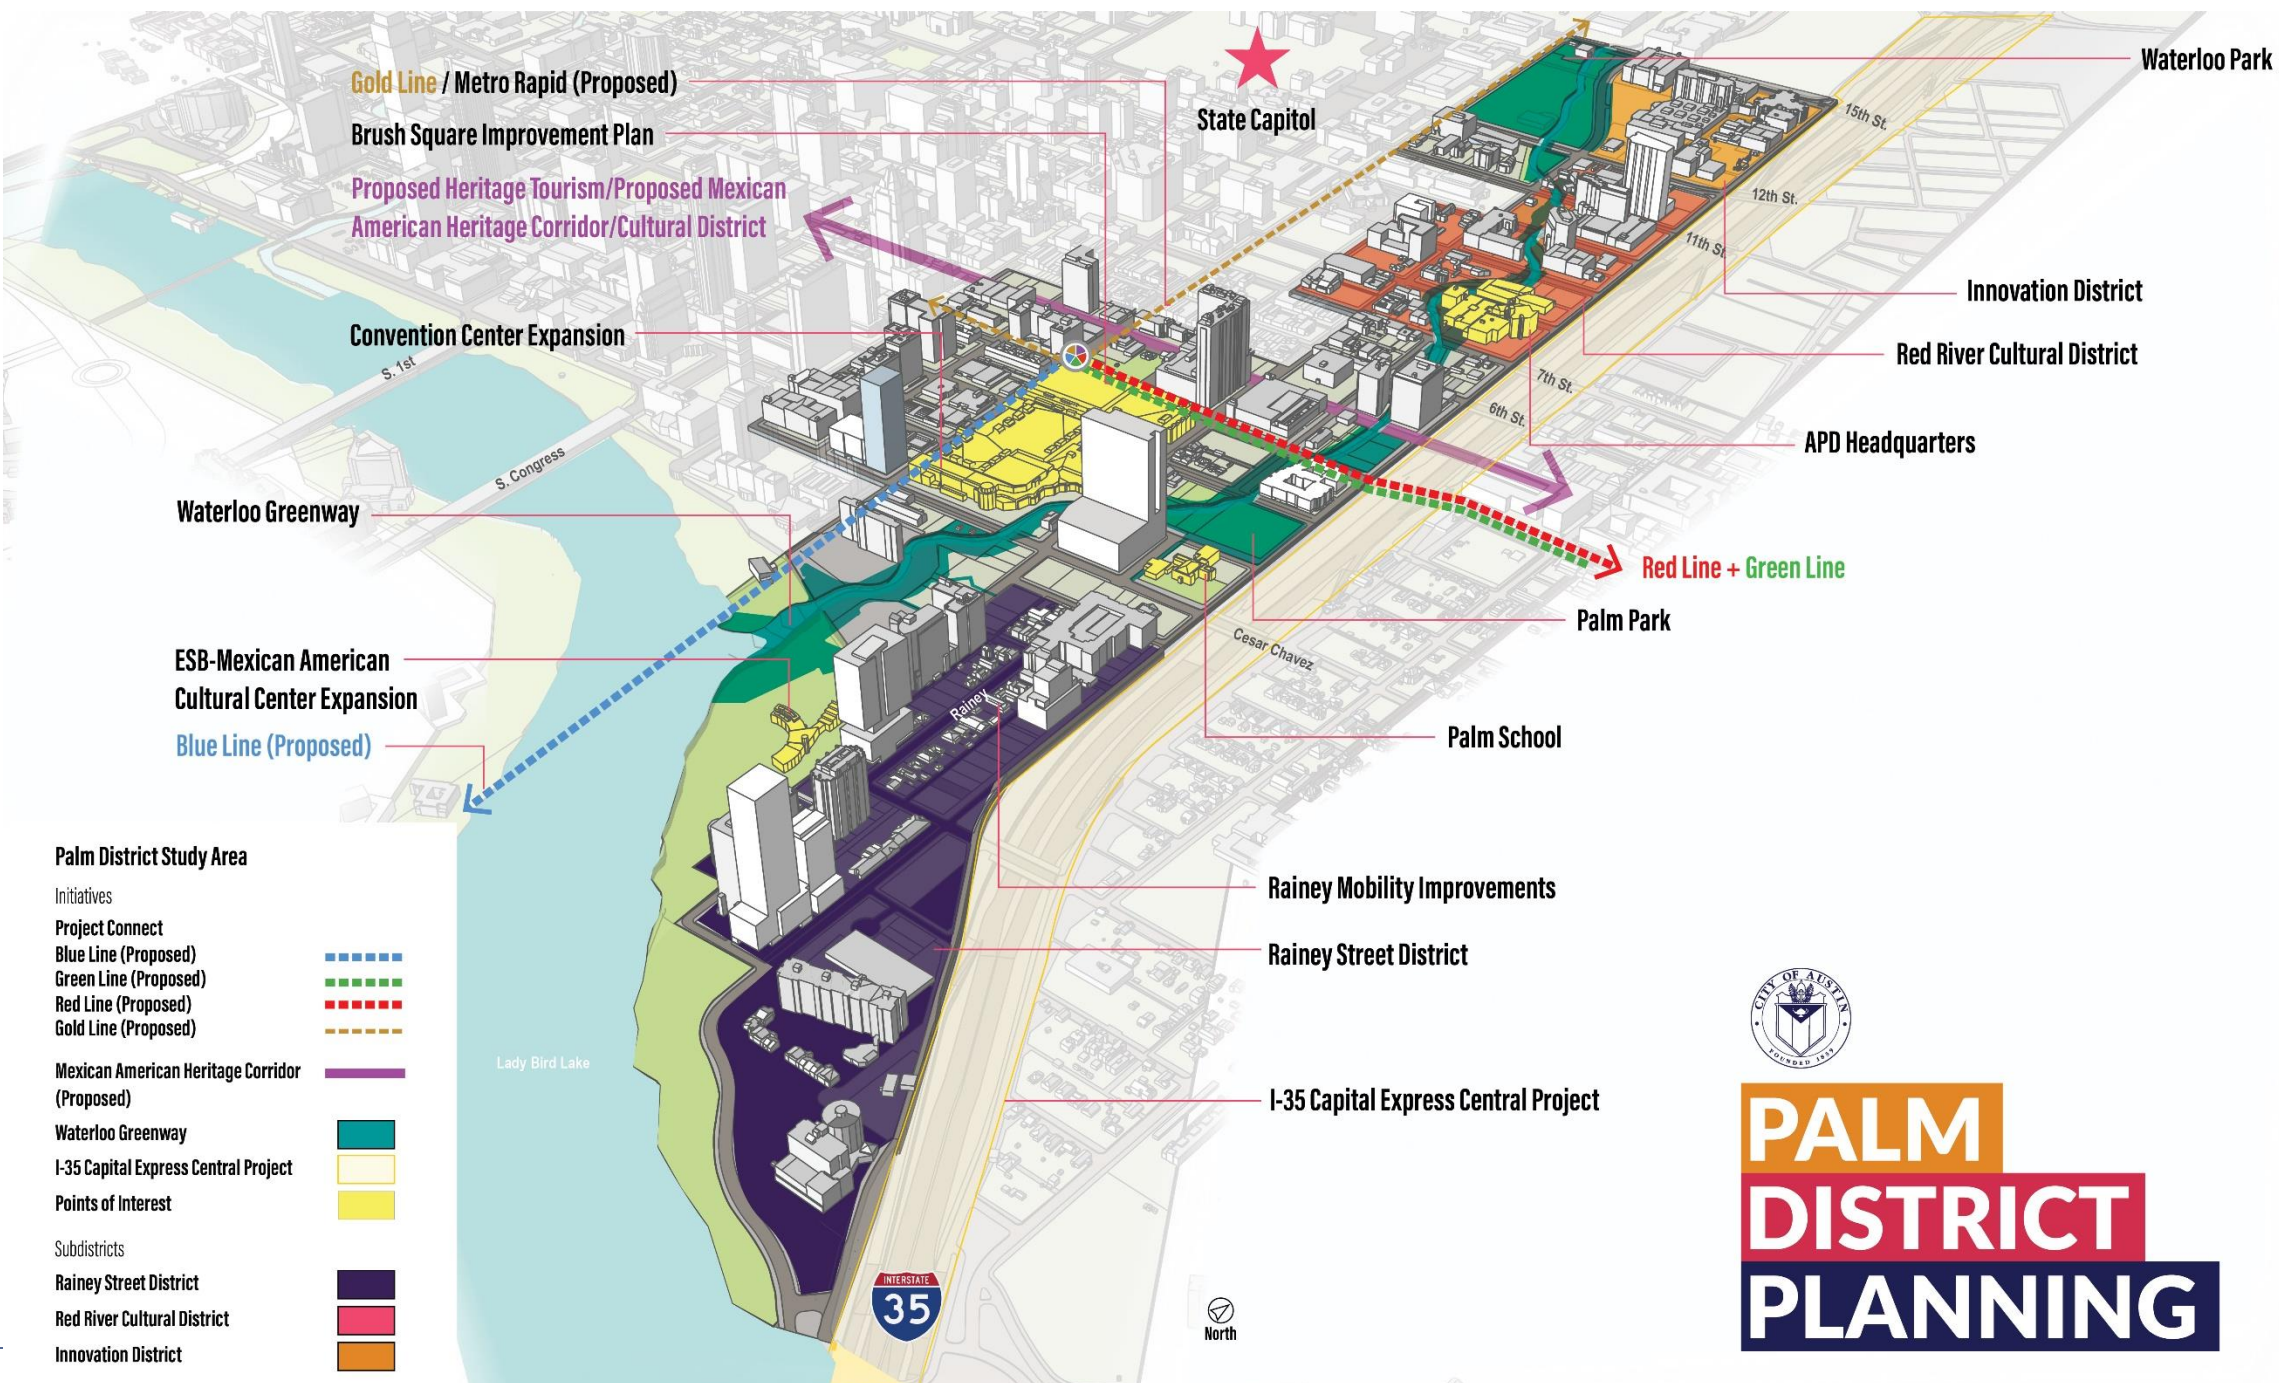 Waterloo Park
Gold Line / Metro Rapid (Proposed)
State Capitol
Brush Square Improvement Plan
15th St.
Proposed Heritage Tourism/Proposed Mexican
American Heritage Corridor/Cultural District
12th St.
11th St.
Innovation District
Convention Center Expansion
Red River Cultural District
S. 1st
7th St.
6th St.
APD Headquarters
S. Congress
Waterloo Greenway
Red Line + Green Line
Palm Park
Cesar Chavez
ESB-Mexican American
Cultural Center Expansion
Rainey
Blue Line (Proposed)
Palm School
Rainey Mobility Improvements
Rainey Street District
Lady Bird Lake
I-35 Capital Express Central Project
INTERSTATE
35
North
Palm District Study Area
Initiatives
Project Connect
Blue Line (Proposed)
Green Line (Proposed)
Red Line (Proposed)
Gold Line (Proposed)
Mexican American Heritage Corridor
(Proposed)
Waterloo Greenway
I-35 Capital Express Central Project
Points of Interest
Subdistricts
Rainey Street District
Red River Cultural District
Innovation District
CITY OF AUSTIN
FOUNDED 1839
PALM
DISTRICT
PLANNING